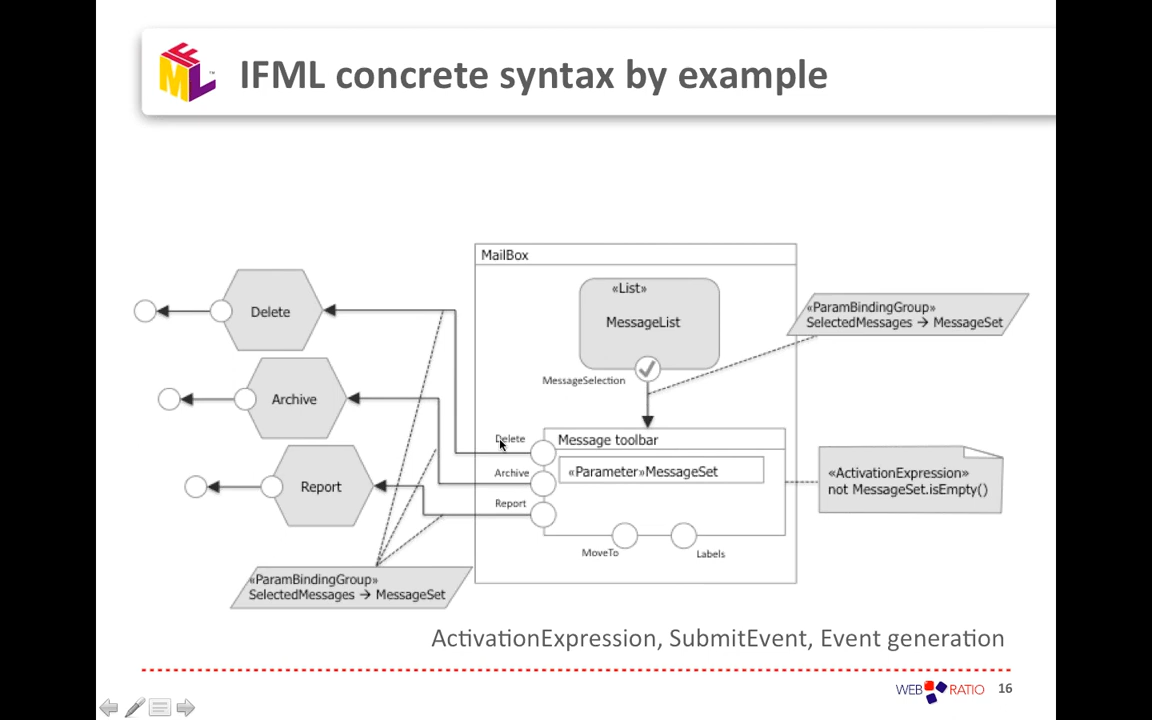 IFML concrete syntax by example
MailBox
«List»
MessageList
MessageSelection
«ParamBindingGroup»
SelectedMessages → MessageSet
Delete
Archive
Report
Delete
Archive
Report
Message toolbar
«Parameter»MessageSet
MoveTo
Labels
«ActivationExpression»
not MessageSet.isEmpty()
«ParamBindingGroup»
SelectedMessages → MessageSet
ActivationExpression, SubmitEvent, Event generation
WEB RATIO
16